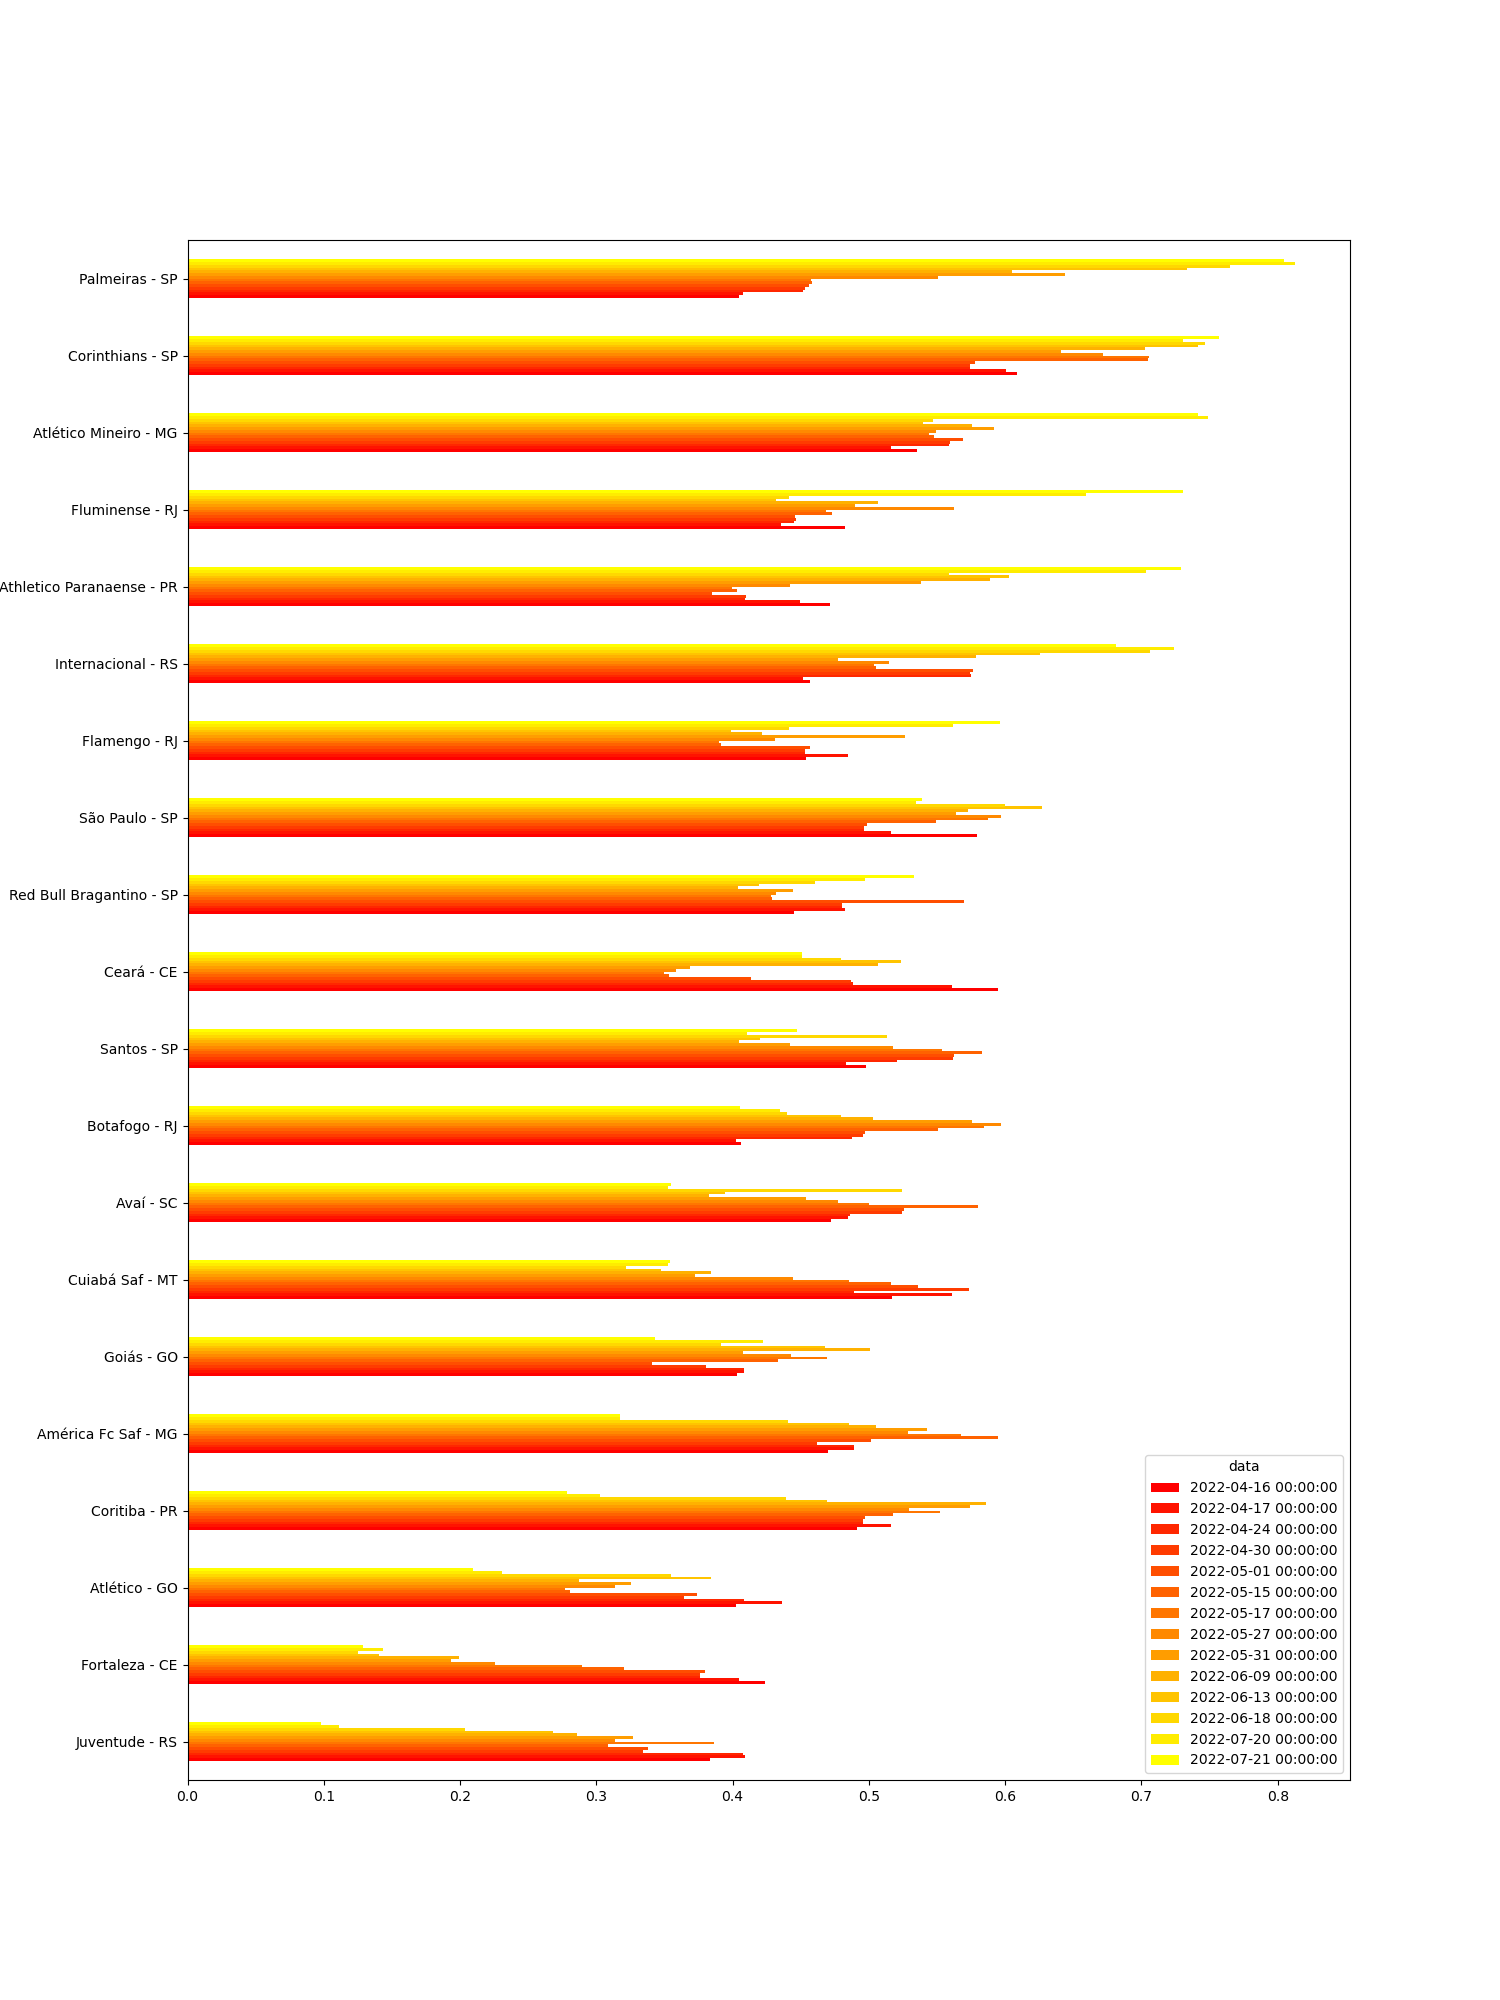 Palmeiras - SP
Corinthians - SP
Atlético Mineiro - MG
Fluminense - RJ
Athletico Paranaense - PR
Internacional - RS
Flamengo - RJ
São Paulo - SP
Red Bull Bragantino - SP
Ceará - CE
Santos - SP
Botafogo - RJ
Avaí - SC
Cuiabá Saf - MT
Goiás - GO
América Fc Saf - MG
Coritiba - PR
Atlético - GO
Fortaleza - CE
Juventude - RS
data
2022-04-16 00:00:00
2022-04-17 00:00:00
2022-04-24 00:00:00
2022-04-30 00:00:00
2022-05-01 00:00:00
2022-05-15 00:00:00
2022-05-17 00:00:00
2022-05-27 00:00:00
2022-05-31 00:00:00
2022-06-09 00:00:00
2022-06-13 00:00:00
2022-06-18 00:00:00
2022-07-20 00:00:00
2022-07-21 00:00:00
0.0 0.1 0.2 0.3 0.4 0.5 0.6 0.7 0.8